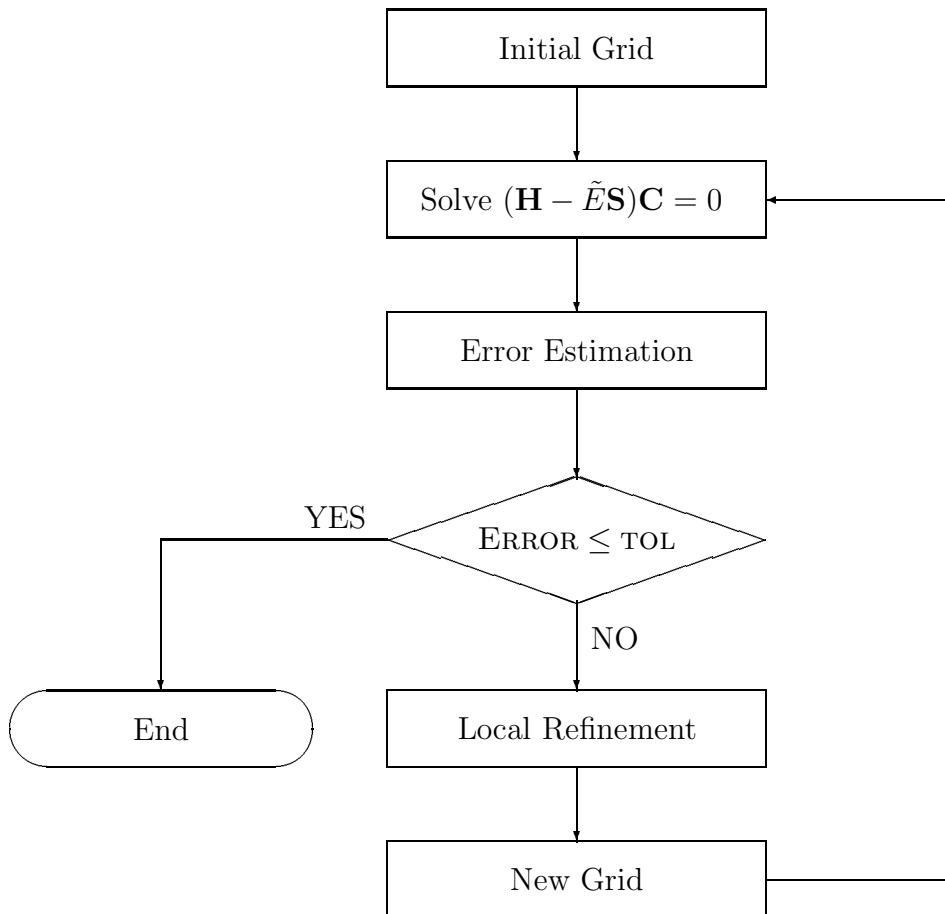 Initial Grid
Solve (𝐇 − Ẽ𝐒)𝐂 = 0
Error Estimation
YES
ERROR ≤ TOL
NO
End
Local Refinement
New Grid